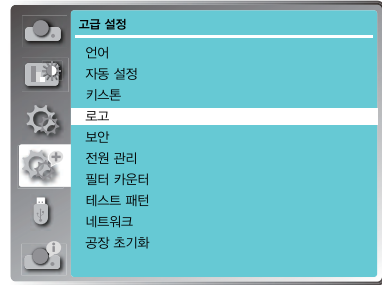 고급 설정
언어
자동 설정
키스톤
로고
보안
전원 관리
필터 카운터
테스트 패턴
네트워크
공장 초기화